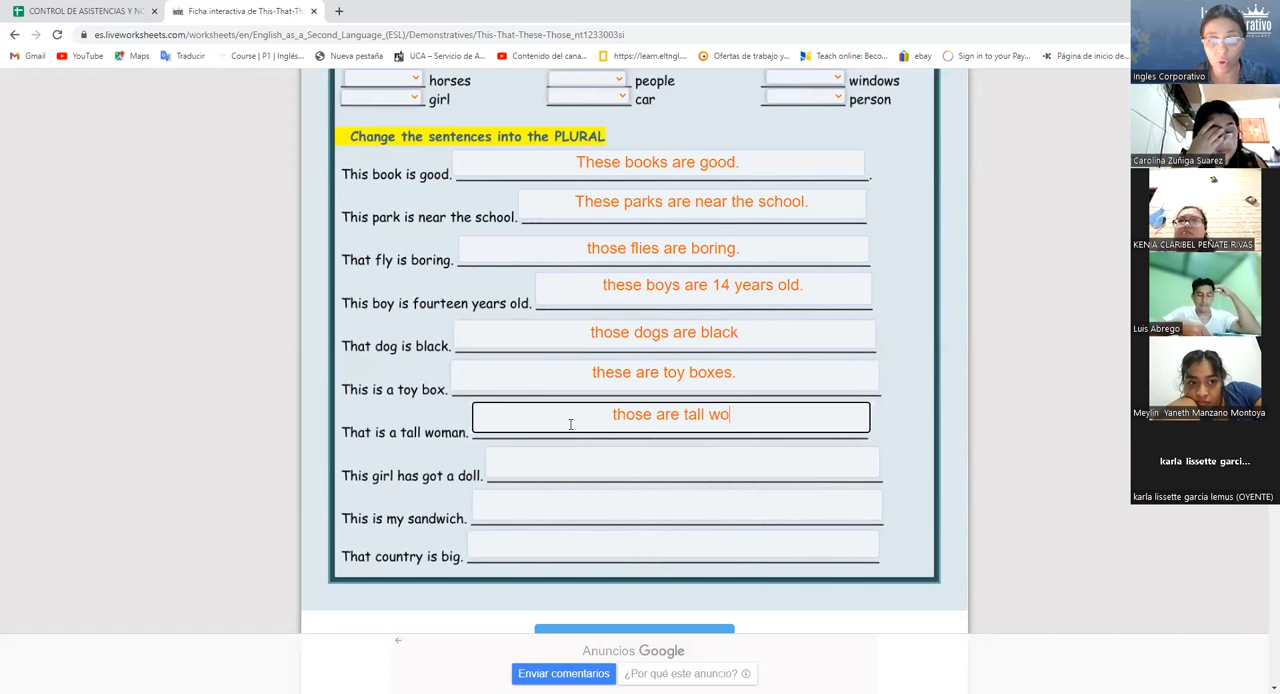 CONTROL DE ASISTENCIAS Y NO
Ficha interactiva de This-That-Th
es.liveworksheets.com/worksheets/en/English_as_a_Second_Language_(ESL)/Demonstratives/This-That-These-Those_nt1233003si
Gmail YouTube Maps Traducir Course ( P1 ) Inglés... Nueva pestaña UCA – Servicio de A... Contenido del cana... https://learn.eltngl.... Ofertas de trabajo y... Teach online: Beco... ebay Sign in to your Pay... Página de inicio de...
horses people windows
girl car person
Change the sentences into the PLURAL
This book is good. These books are good. .
This park is near the school. These parks are near the school.
That fly is boring. those flies are boring.
This boy is fourteen years old. these boys are 14 years old.
That dog is black. those dogs are black
This is a toy box. these are toy boxes.
That is a tall woman. those are tall wo
This girl has got a doll.
This is my sandwich.
That country is big.
Anuncios Google
Enviar comentarios ¿Por qué este anuncio?
Ingles Corporativo
Carolina Zuñiga Suarez
KENIA CLARIBEL PEÑATE RIVAS
Luis Abrego
Meylin Yaneth Manzano Montoya
karla lissette garci...
karla lissette garcia lemus (OYENTE)